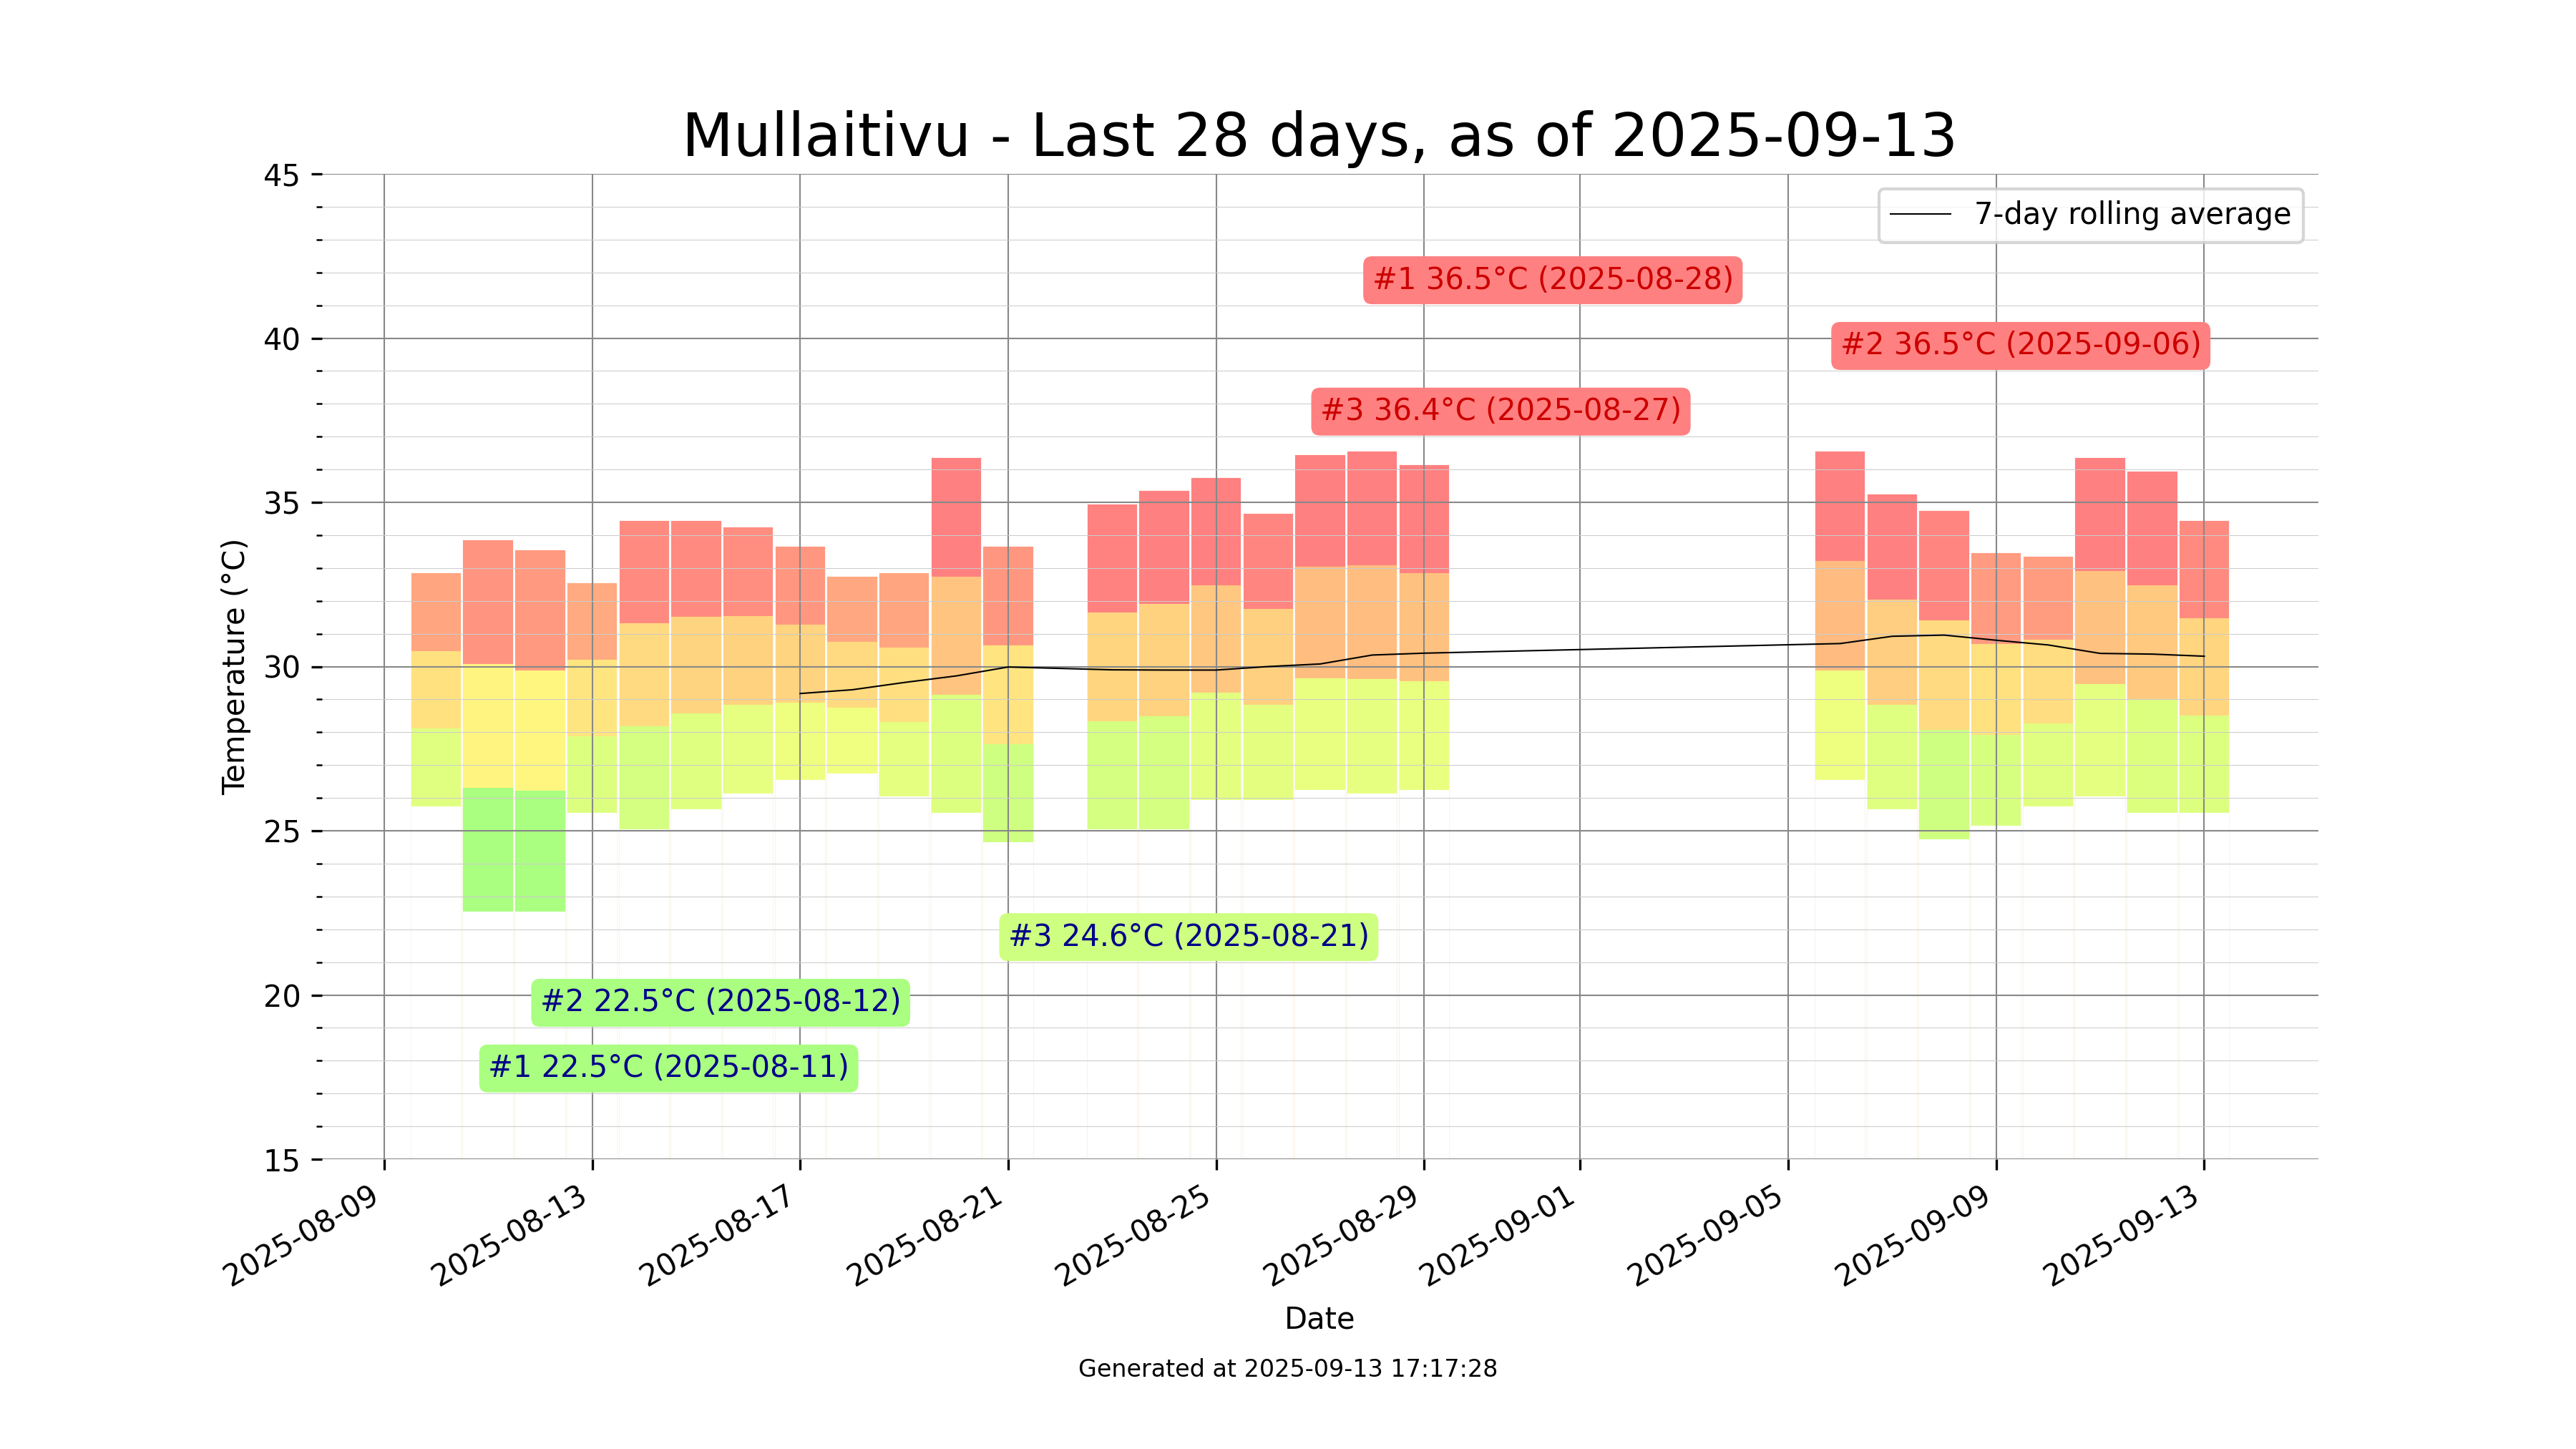 Mullaitivu - Last 28 days, as of 2025-09-13
7-day rolling average
Temperature (°C)
45
40
35
30
25
20
15
#1 36.5°C (2025-08-28)
#2 36.5°C (2025-09-06)
#3 36.4°C (2025-08-27)
#3 24.6°C (2025-08-21)
#2 22.5°C (2025-08-12)
#1 22.5°C (2025-08-11)
2025-08-09
2025-08-13
2025-08-17
2025-08-21
2025-08-25
2025-08-29
2025-09-01
2025-09-05
2025-09-09
2025-09-13
Date
Generated at 2025-09-13 17:17:28